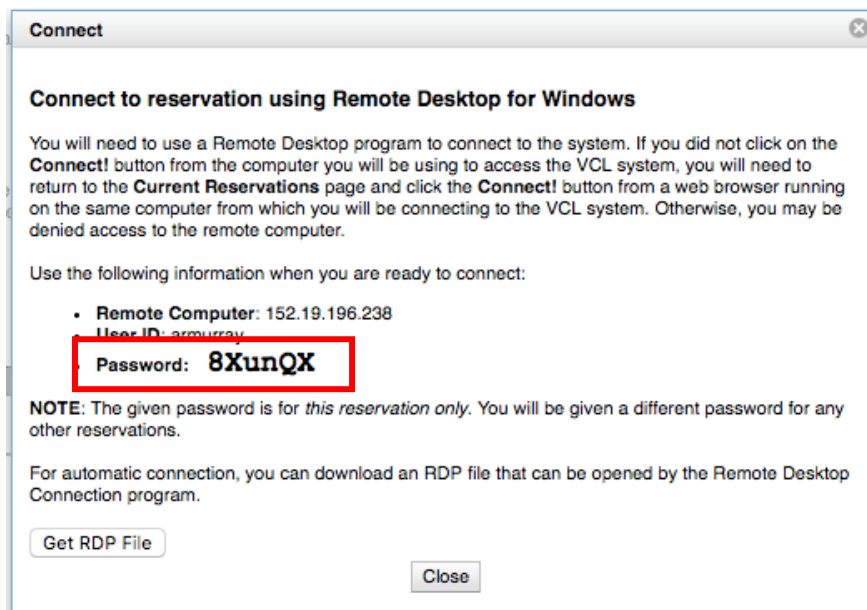 Connect
Connect to reservation using Remote Desktop for Windows
You will need to use a Remote Desktop program to connect to the system. If you did not click on the
Connect! button from the computer you will be using to access the VCL system, you will need to
return to the Current Reservations page and click the Connect! button from a web browser running
on the same computer from which you will be connecting to the VCL system. Otherwise, you may be
denied access to the remote computer.
Use the following information when you are ready to connect:
• Remote Computer: 152.19.196.238
• User ID: armurray
• Password: 8XunQX
NOTE: The given password is for this reservation only. You will be given a different password for any
other reservations.
For automatic connection, you can download an RDP file that can be opened by the Remote Desktop
Connection program.
Get RDP File
Close